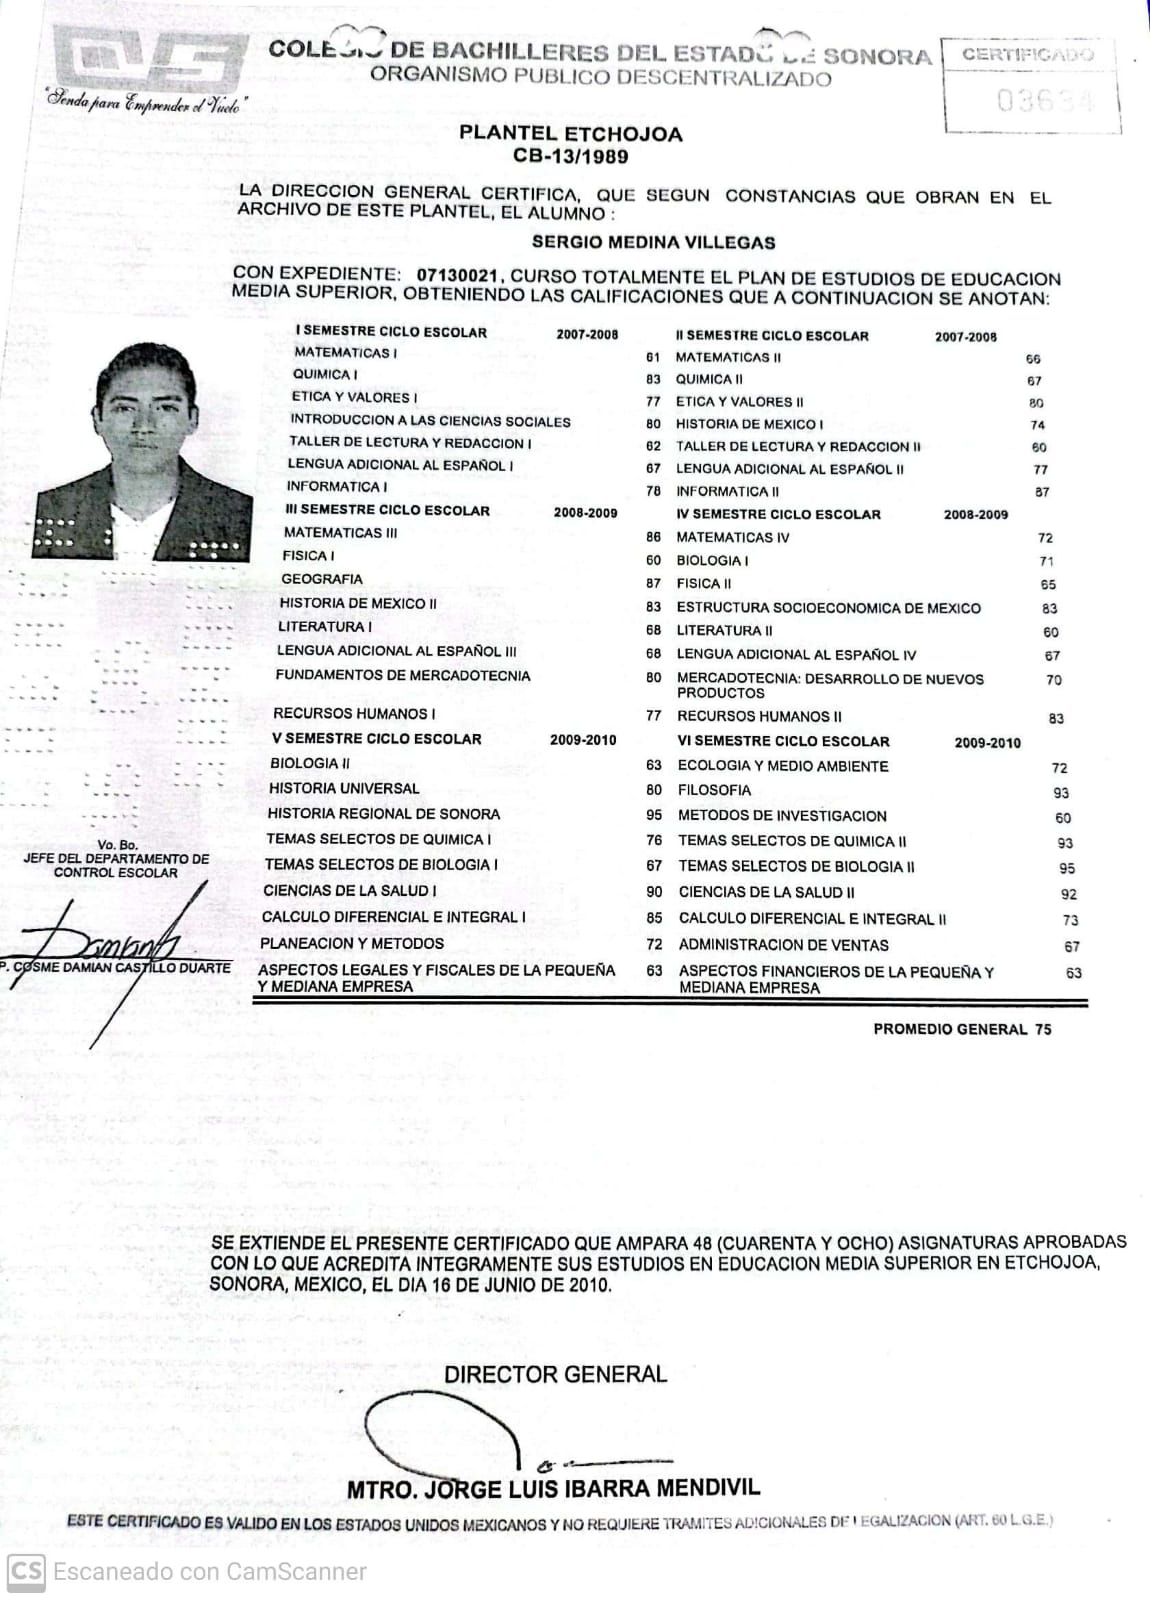 COLEGIO DE BACHILLERES DEL ESTADO DE SONORA
ORGANISMO PUBLICO DESCENTRALIZADO
"Senda para Emprender el Vuelo"
CERTIFICADO
03634
PLANTEL ETCHOJOA
CB-13/1989
LA DIRECCION GENERAL CERTIFICA, QUE SEGUN CONSTANCIAS QUE OBRAN EN EL
ARCHIVO DE ESTE PLANTEL, EL ALUMNO :
SERGIO MEDINA VILLEGAS
CON EXPEDIENTE: 07130021, CURSO TOTALMENTE EL PLAN DE ESTUDIOS DE EDUCACION
MEDIA SUPERIOR, OBTENIENDO LAS CALIFICACIONES QUE A CONTINUACION SE ANOTAN:
I SEMESTRE CICLO ESCOLAR 2007-2008
MATEMATICAS I 61
QUIMICA I 83
ETICA Y VALORES I 77
INTRODUCCION A LAS CIENCIAS SOCIALES 80
TALLER DE LECTURA Y REDACCION I 62
LENGUA ADICIONAL AL ESPAÑOL I 67
INFORMATICA I 78
III SEMESTRE CICLO ESCOLAR 2008-2009
MATEMATICAS III 86
FISICA I 60
GEOGRAFIA 87
HISTORIA DE MEXICO II 83
LITERATURA I 68
LENGUA ADICIONAL AL ESPAÑOL III 68
FUNDAMENTOS DE MERCADOTECNIA 80
RECURSOS HUMANOS I 77
V SEMESTRE CICLO ESCOLAR 2009-2010
BIOLOGIA II 63
HISTORIA UNIVERSAL 80
HISTORIA REGIONAL DE SONORA 95
TEMAS SELECTOS DE QUIMICA I 76
TEMAS SELECTOS DE BIOLOGIA I 67
CIENCIAS DE LA SALUD I 90
CALCULO DIFERENCIAL E INTEGRAL I 85
PLANEACION Y METODOS 72
ASPECTOS LEGALES Y FISCALES DE LA PEQUEÑA 63
Y MEDIANA EMPRESA
II SEMESTRE CICLO ESCOLAR 2007-2008
MATEMATICAS II 66
QUIMICA II 67
ETICA Y VALORES II 80
HISTORIA DE MEXICO I 74
TALLER DE LECTURA Y REDACCION II 60
LENGUA ADICIONAL AL ESPAÑOL II 77
INFORMATICA II 87
IV SEMESTRE CICLO ESCOLAR 2008-2009
MATEMATICAS IV 72
BIOLOGIA I 71
FISICA II 65
ESTRUCTURA SOCIOECONOMICA DE MEXICO 83
LITERATURA II 60
LENGUA ADICIONAL AL ESPAÑOL IV 67
MERCADOTECNIA: DESARROLLO DE NUEVOS 70
PRODUCTOS
RECURSOS HUMANOS II 83
VI SEMESTRE CICLO ESCOLAR 2009-2010
ECOLOGIA Y MEDIO AMBIENTE 72
FILOSOFIA 93
METODOS DE INVESTIGACION 60
TEMAS SELECTOS DE QUIMICA II 93
TEMAS SELECTOS DE BIOLOGIA II 95
CIENCIAS DE LA SALUD II 92
CALCULO DIFERENCIAL E INTEGRAL II 73
ADMINISTRACION DE VENTAS 67
ASPECTOS FINANCIEROS DE LA PEQUEÑA Y 63
MEDIANA EMPRESA
PROMEDIO GENERAL 75
Vo. Bo.
JEFE DEL DEPARTAMENTO DE
CONTROL ESCOLAR
P. COSME DAMIAN CASTILLO DUARTE
SE EXTIENDE EL PRESENTE CERTIFICADO QUE AMPARA 48 (CUARENTA Y OCHO) ASIGNATURAS APROBADAS
CON LO QUE ACREDITA INTEGRAMENTE SUS ESTUDIOS EN EDUCACION MEDIA SUPERIOR EN ETCHOJOA,
SONORA, MEXICO, EL DIA 16 DE JUNIO DE 2010.
DIRECTOR GENERAL
MTRO. JORGE LUIS IBARRA MENDIVIL
ESTE CERTIFICADO ES VALIDO EN LOS ESTADOS UNIDOS MEXICANOS Y NO REQUIERE TRAMITES ADICIONALES DE LEGALIZACION (ART. 60 L.G.E.)
CS Escaneado con CamScanner